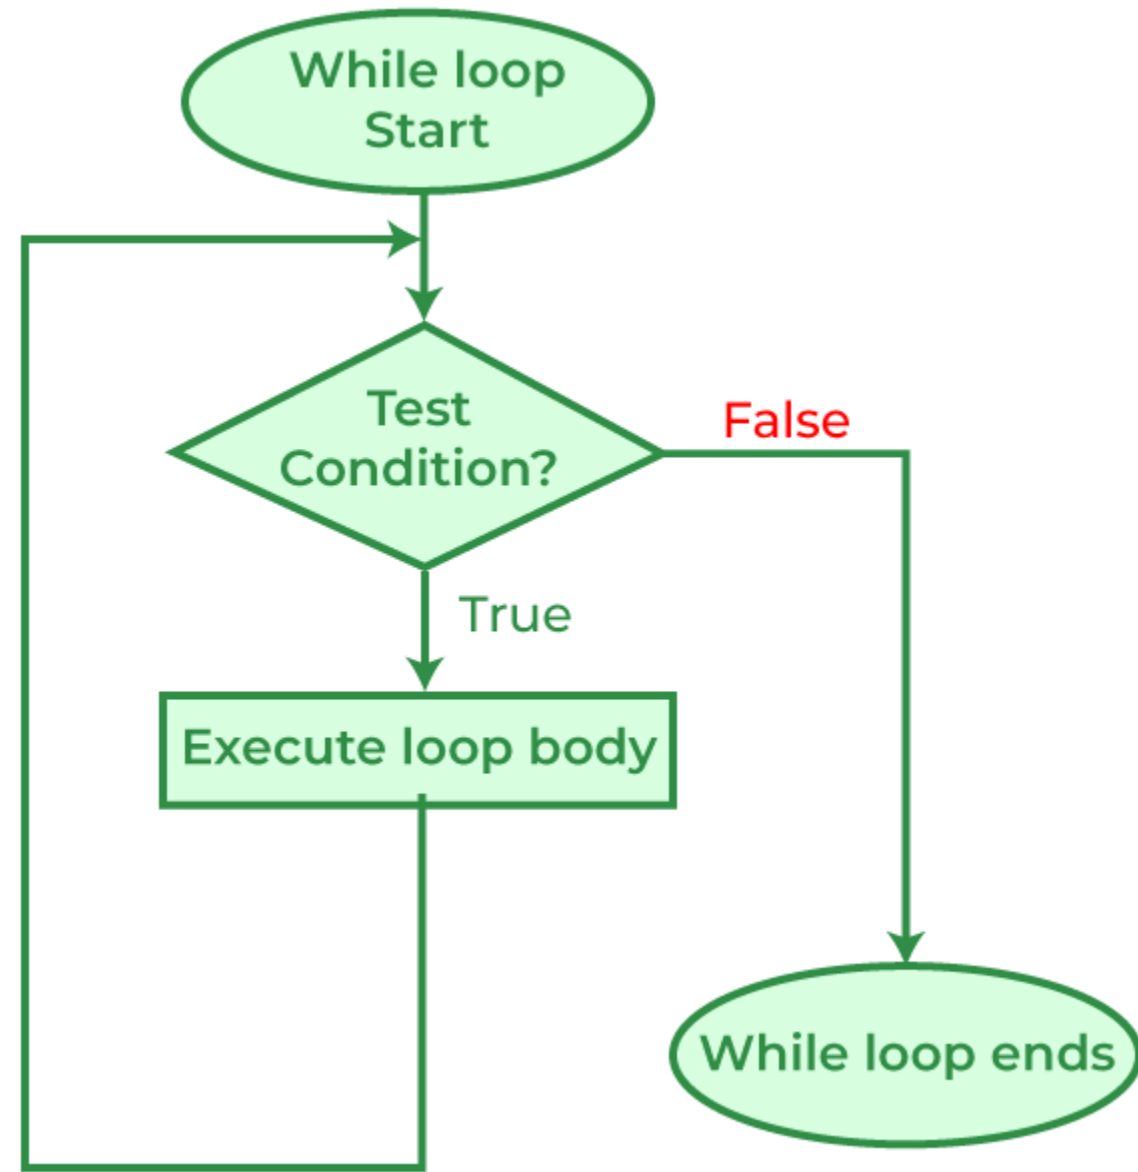 While loop
Start
Test
Condition?
False
True
Execute loop body
While loop ends